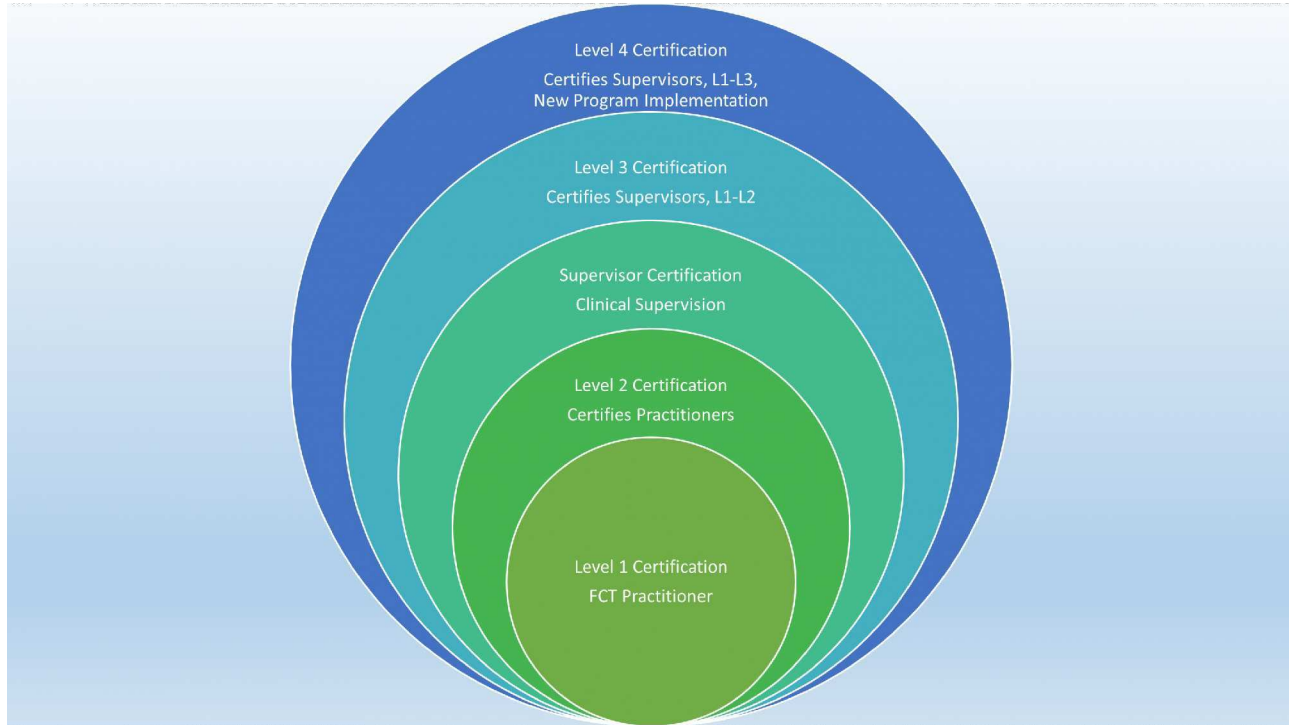 Level 4 Certification
Certifies Supervisors, L1-L3,
New Program Implementation
Level 3 Certification
Certifies Supervisors, L1-L2
Supervisor Certification
Clinical Supervision
Level 2 Certification
Certifies Practitioners
Level 1 Certification
FCT Practitioner